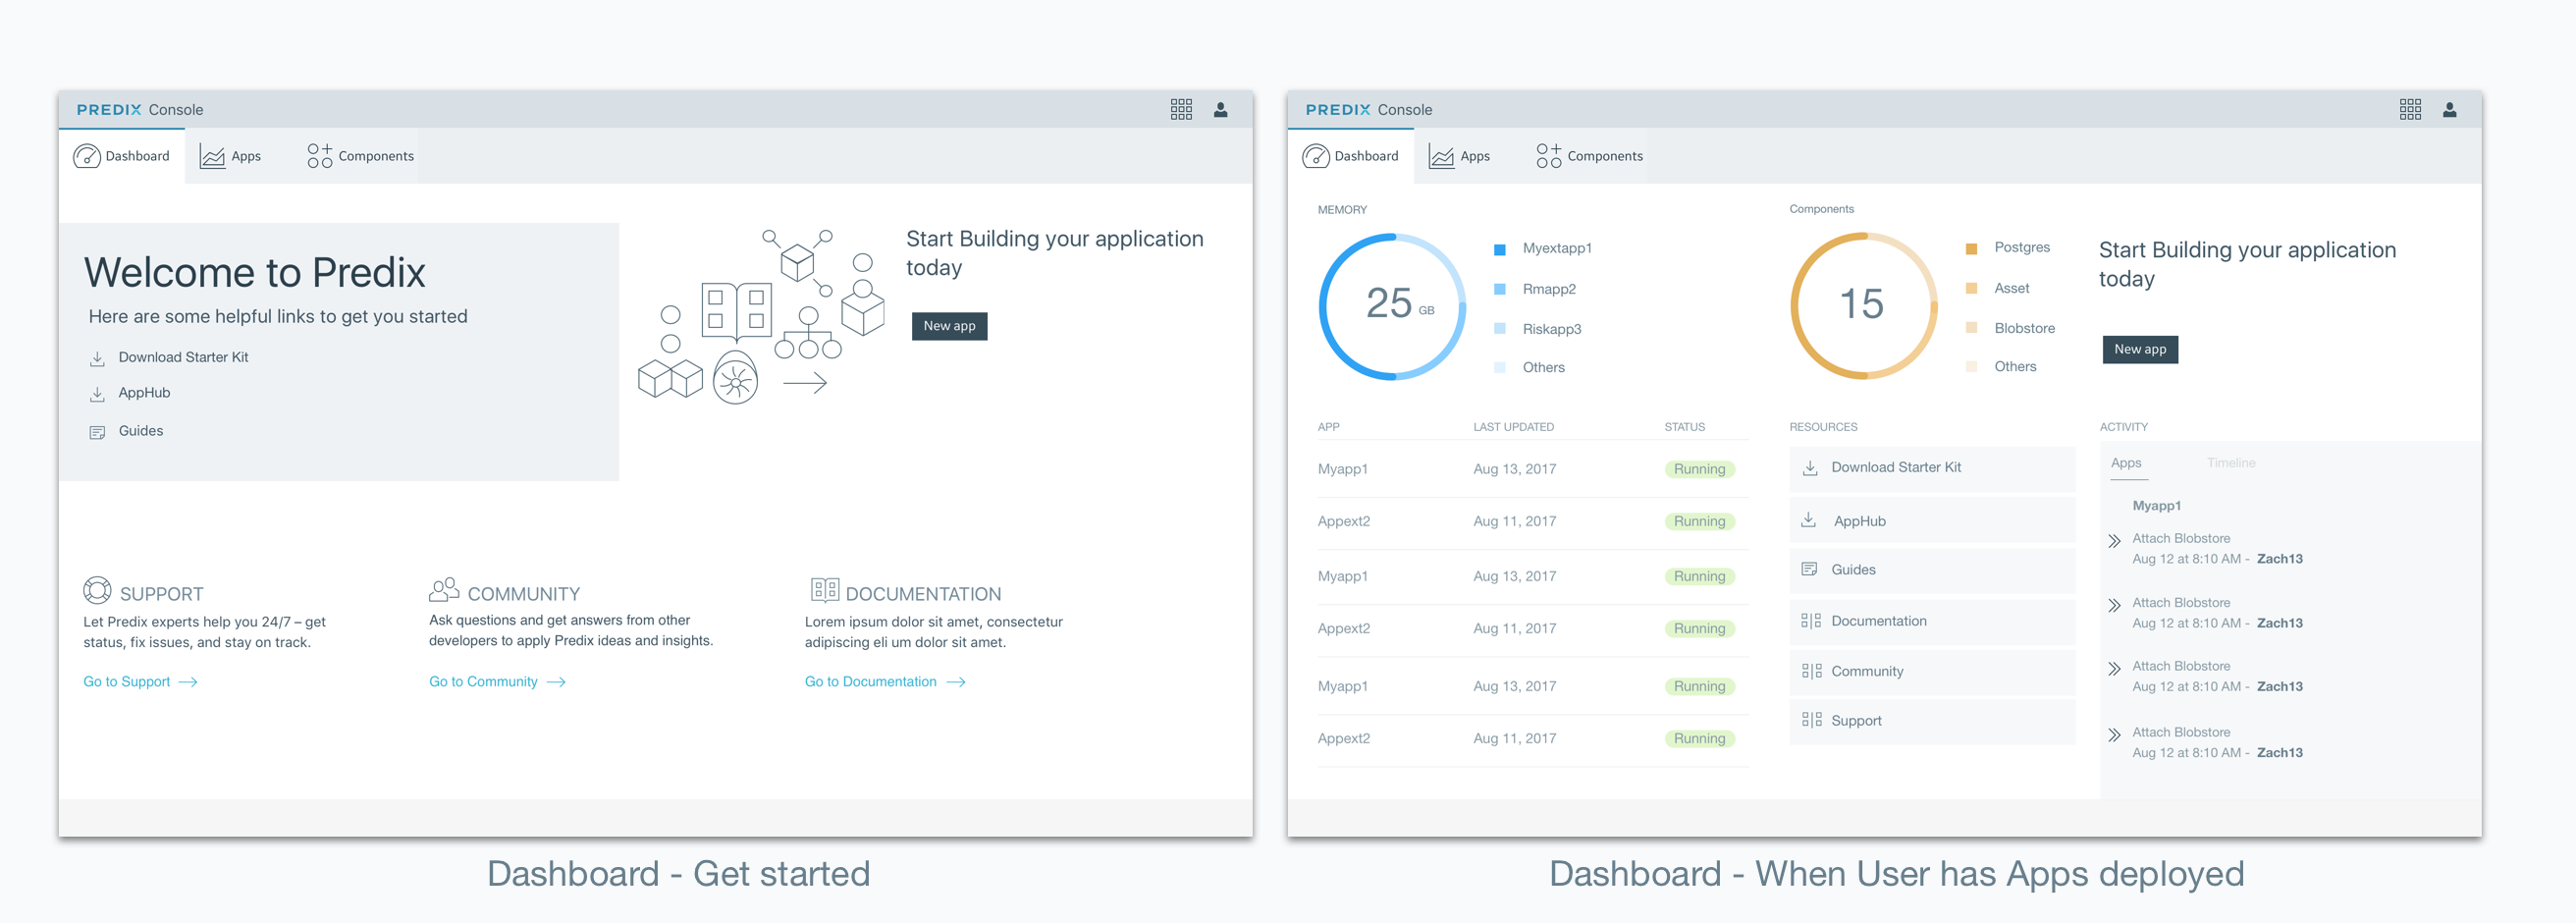 PREDIX Console
Dashboard
Apps
Components
Welcome to Predix
Here are some helpful links to get you started
Download Starter Kit
AppHub
Guides
Start Building your application
today
New app
SUPPORT
Let Predix experts help you 24/7 – get
status, fix issues, and stay on track.
Go to Support
COMMUNITY
Ask questions and get answers from other
developers to apply Predix ideas and insights.
Go to Community
DOCUMENTATION
Lorem ipsum dolor sit amet, consectetur
adipiscing eli um dolor sit amet.
Go to Documentation
Dashboard - Get started
PREDIX Console
Dashboard
Apps
Components
MEMORY
25 GB
Myextapp1
Rmapp2
Riskapp3
Others
Components
15
Postgres
Asset
Blobstore
Others
Start Building your application
today
New app
APP LAST UPDATED STATUS
Myapp1 Aug 13, 2017 Running
Appext2 Aug 11, 2017 Running
Myapp1 Aug 13, 2017 Running
Appext2 Aug 11, 2017 Running
Myapp1 Aug 13, 2017 Running
Appext2 Aug 11, 2017 Running
RESOURCES
Download Starter Kit
AppHub
Guides
Documentation
Community
Support
ACTIVITY
Apps Timeline
Myapp1
Attach Blobstore
Aug 12 at 8:10 AM - Zach13
Attach Blobstore
Aug 12 at 8:10 AM - Zach13
Attach Blobstore
Aug 12 at 8:10 AM - Zach13
Attach Blobstore
Aug 12 at 8:10 AM - Zach13
Dashboard - When User has Apps deployed